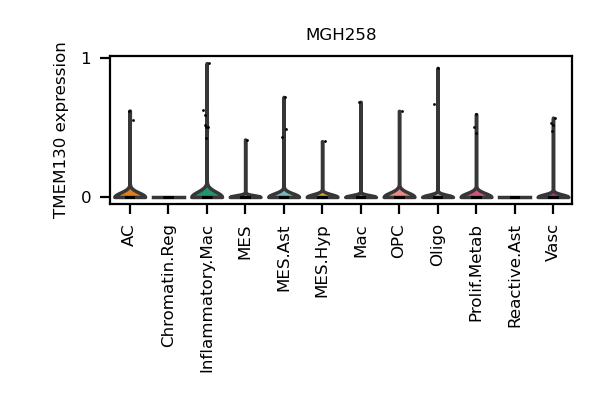 MGH258
TMEM130 expression
1
0
AC
Chromatin.Reg
Inflammatory.Mac
MES
MES.Ast
MES.Hyp
Mac
OPC
Oligo
Prolif.Metab
Reactive.Ast
Vasc